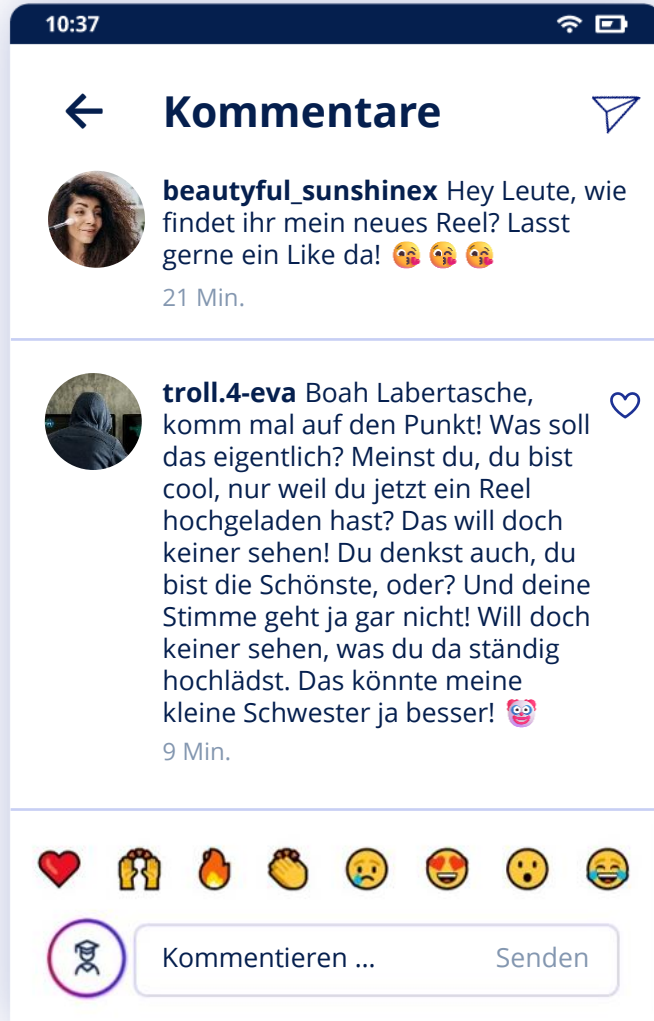 10:37
Kommentare
beautyful_sunshinex Hey Leute, wie
findet ihr mein neues Reel? Lasst
gerne ein Like da! 😘 😘 😘
21 Min.
troll.4-eva Boah Labertasche,
komm mal auf den Punkt! Was soll
das eigentlich? Meinst du, du bist
cool, nur weil du jetzt ein Reel
hochgeladen hast? Das will doch
keiner sehen! Du denkst auch, du
bist die Schönste, oder? Und deine
Stimme geht ja gar nicht! Will doch
keiner sehen, was du da ständig
hochlädst. Das könnte meine
kleine Schwester ja besser! 🤡
9 Min.
Kommentieren ... Senden